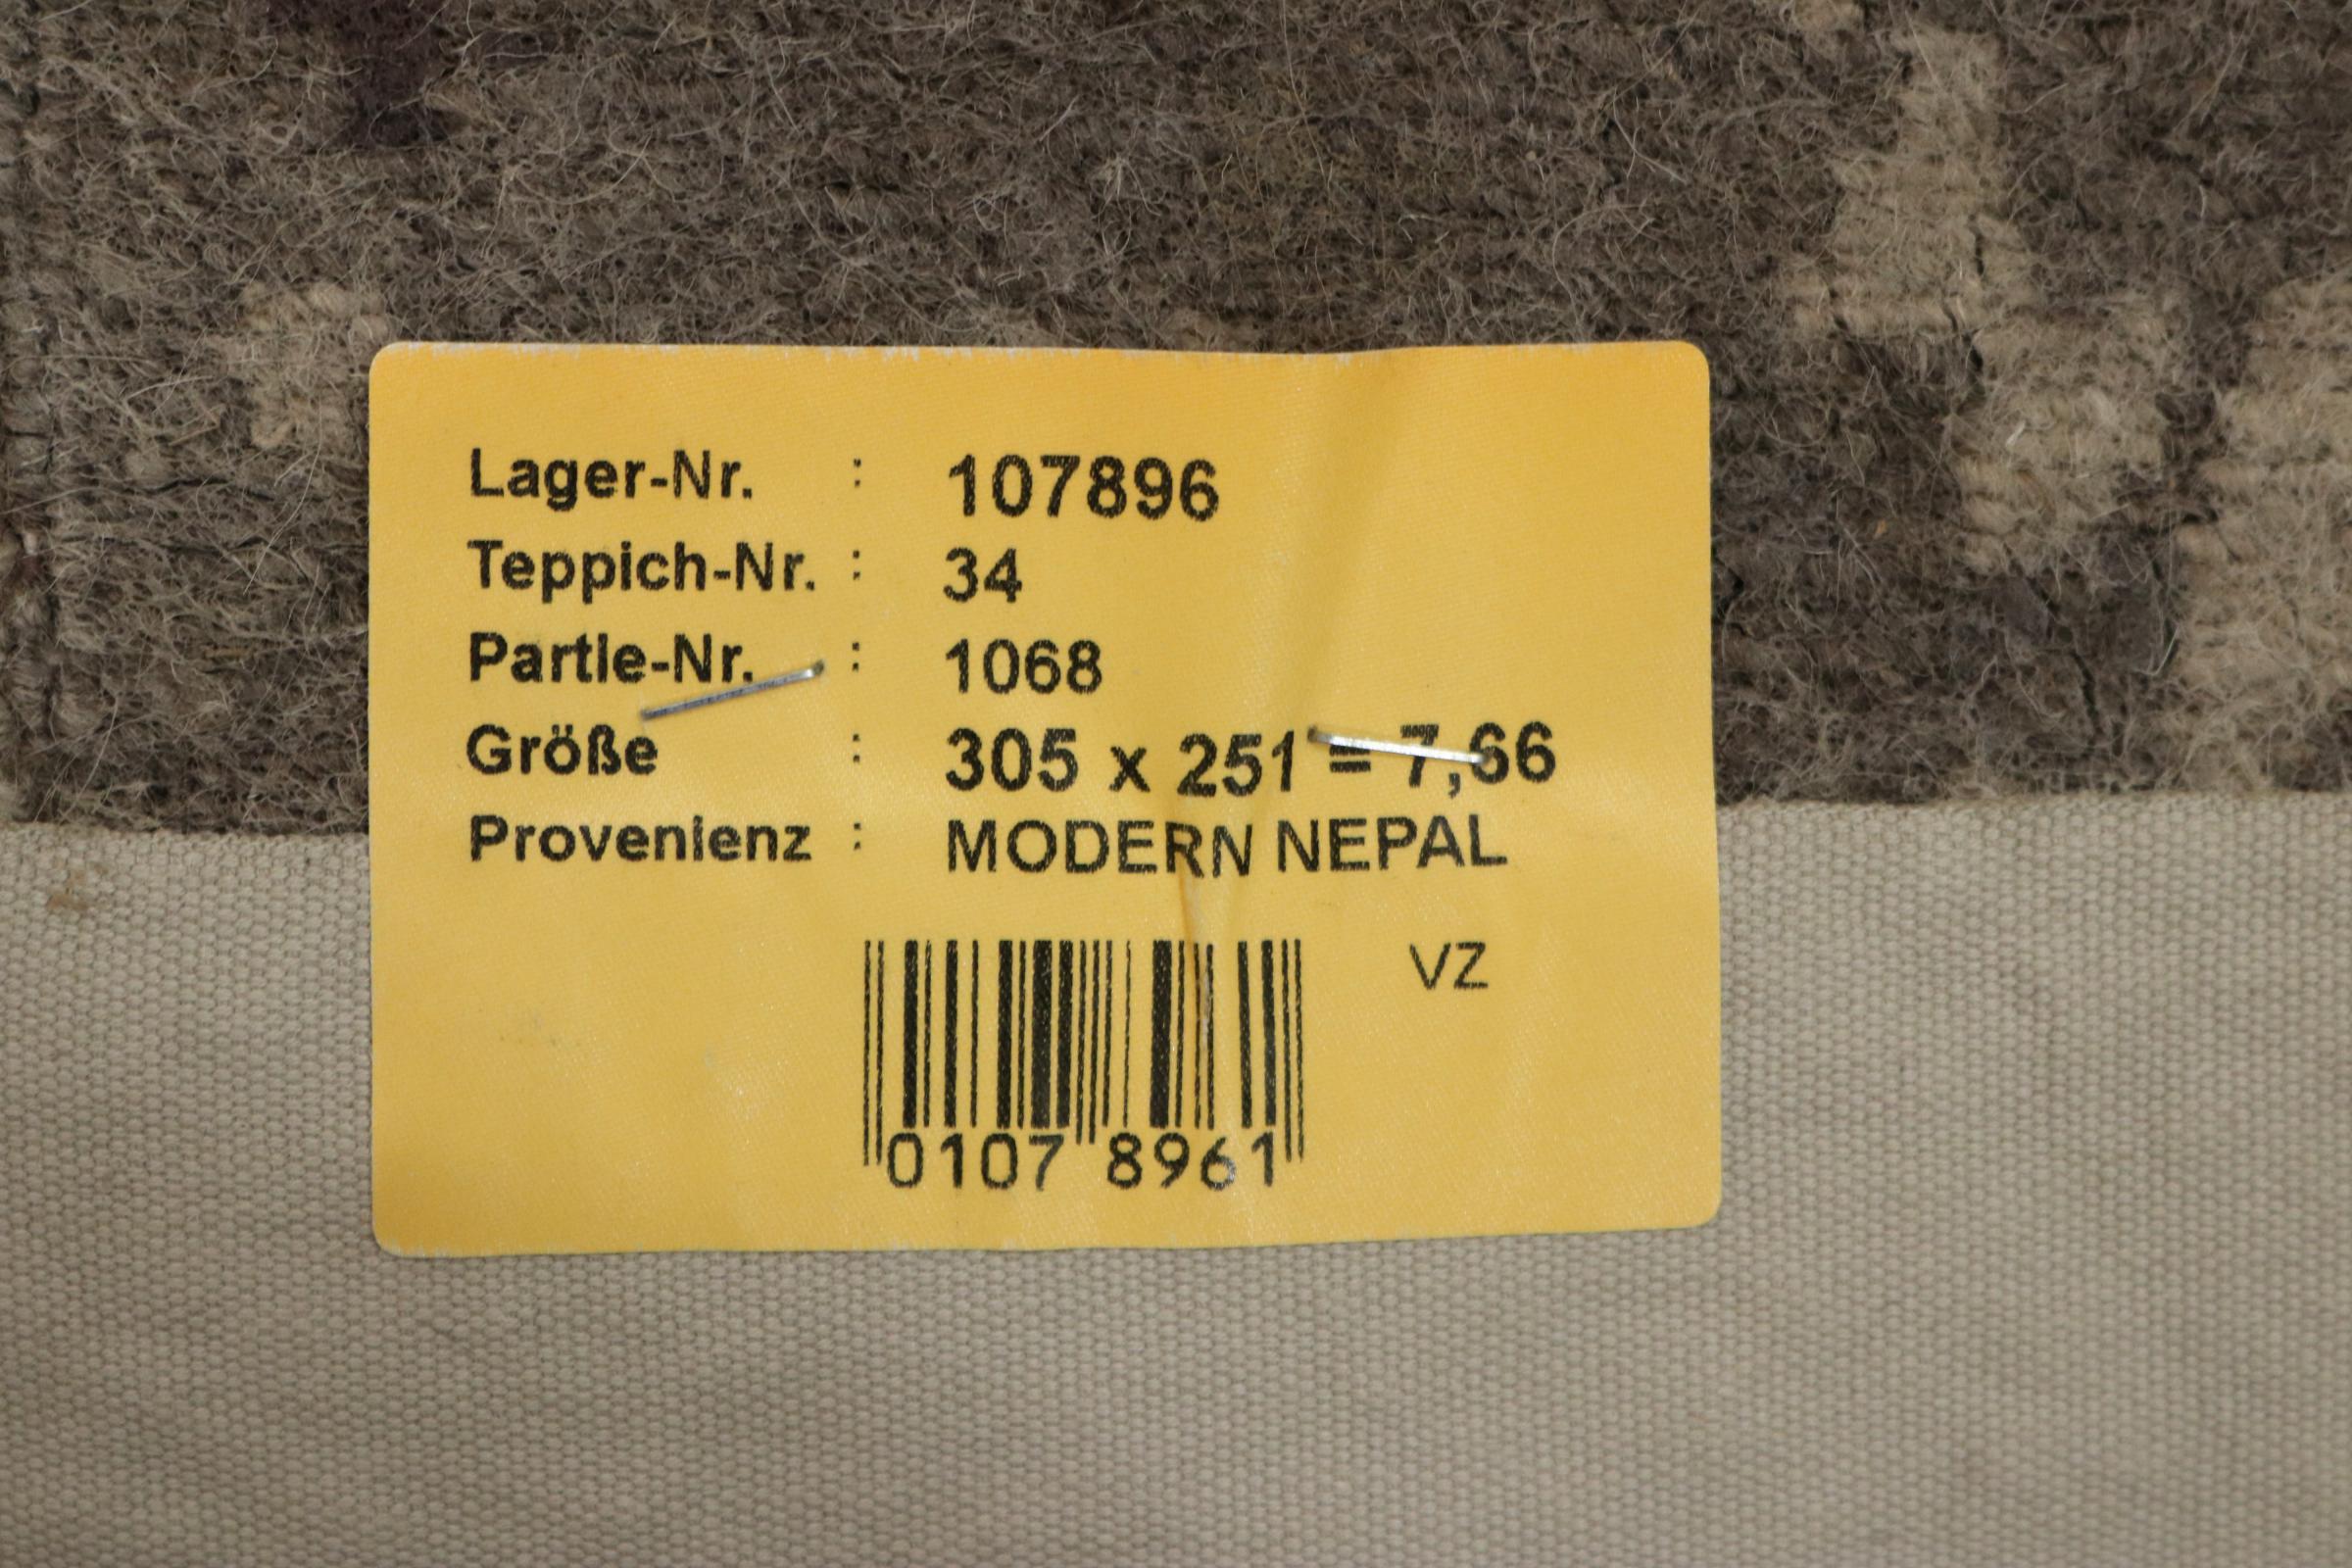 Lager-Nr. : 107896
Teppich-Nr. : 34
Partie-Nr. : 1068
Größe : 305 x 251 = 7,66
Provenienz : MODERN NEPAL
VZ
0107 8961